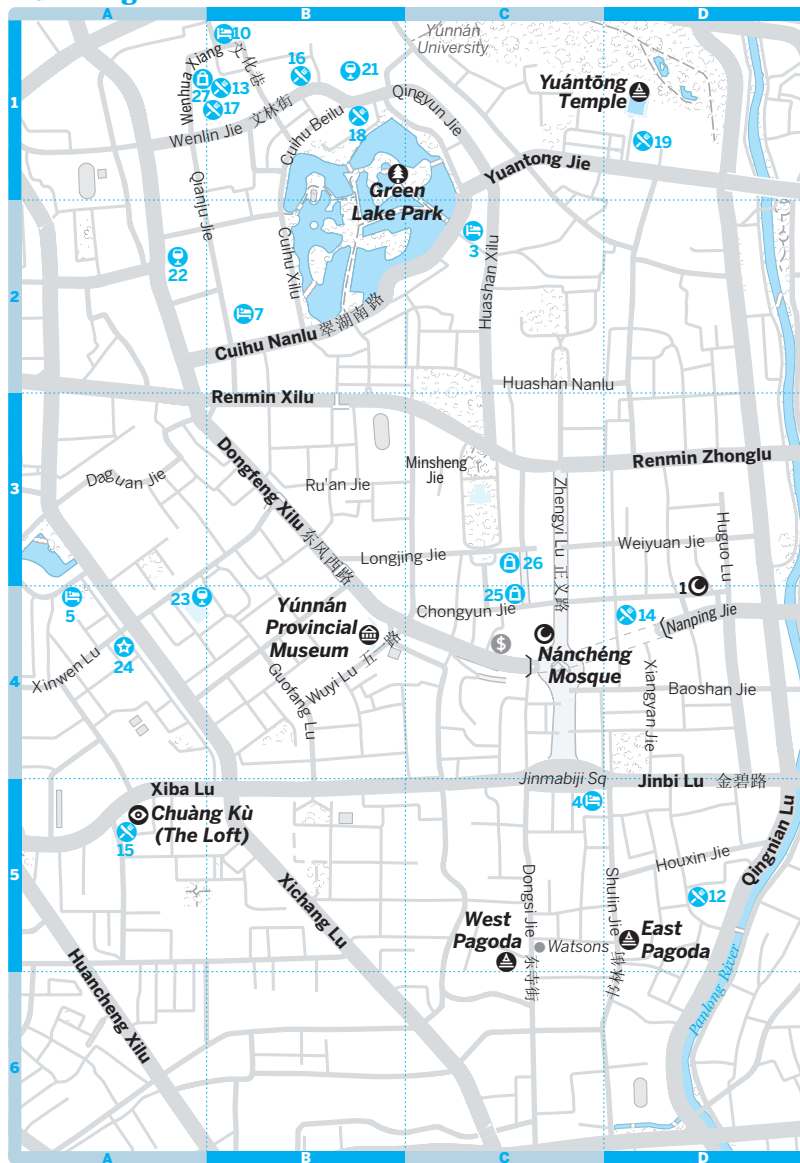 A
B
C
D
10
Yúnnán
University
16
21
Wenhua Xiang 文化巷
27
13
17
Wenlin Jie 文林街
Cuihu Beilu
18
Qingyun Jie
Yuántōng
Temple
19
1
Qianju Jie
Green
Lake Park
Yuantong Jie
3
22
Cuihu Xilu
Huashan Xilu
2
7
Cuihu Nanlu 翠湖南路
Huashan Nanlu
Renmin Xilu
Renmin Zhonglu
Daguan Jie
Dongfeng Xilu 东风西路
Ru'an Jie
Minsheng
Jie
3
Zhengyi Lu 正义路
Weiyuan Jie
Huguo Lu
Longjing Jie
26
25
1
5
23
Chongyun Jie
14
Nanping Jie
Yúnnán
Provincial
Museum
$
Nánchéng
Mosque
24
Xinwen Lu
4
Guofang Lu
Wuyi Lu 五一路
Xiangyan Jie
Baoshan Jie
Jinmabiji Sq
Jinbi Lu 金碧路
Xiba Lu
4
Chuàng Kù
(The Loft)
15
5
Xichang Lu
Houxin Jie
Qingnian Lu
12
Dongsi Jie 东寺街
Shulin Jie
West
Pagoda
Watsons
East
Pagoda
Huancheng Xilu
Panlong River
6
A
B
C
D